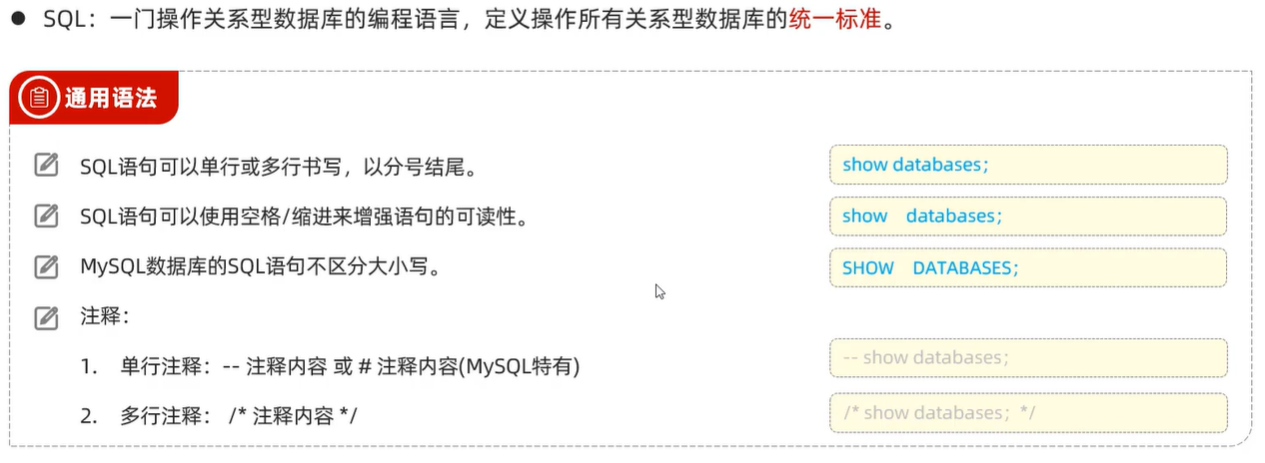 SQL：一门操作关系型数据库的编程语言，定义操作所有关系型数据库的统一标准。
通用语法
SQL语句可以单行或多行书写，以分号结尾。
show databases;
SQL语句可以使用空格/缩进来增强语句的可读性。
show databases;
MySQL数据库的SQL语句不区分大小写。
SHOW DATABASES;
注释：
1. 单行注释：-- 注释内容 或 # 注释内容(MySQL特有)
-- show databases;
2. 多行注释： /* 注释内容 */
/* show databases; */